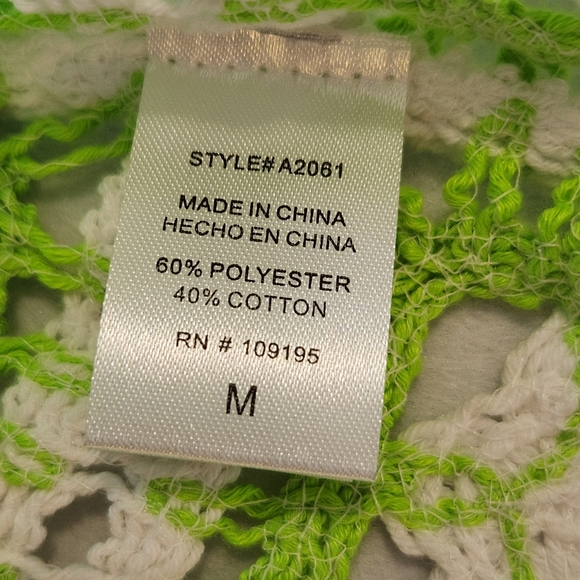 STYLE# A2061
MADE IN CHINA
HECHO EN CHINA
60% POLYESTER
40% COTTON
RN # 109195
M